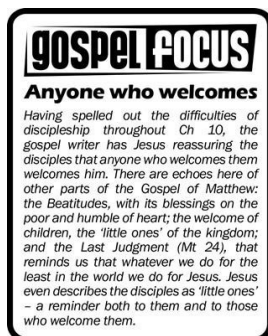 gospel focus
Anyone who welcomes
Having spelled out the difficulties of
discipleship throughout Ch 10, the
gospel writer has Jesus reassuring the
disciples that anyone who welcomes them
welcomes him. There are echoes here of
other parts of the Gospel of Matthew:
the Beatitudes, with its blessings on the
poor and humble of heart; the welcome of
children, the ‘little ones’ of the kingdom;
and the Last Judgment (Mt 24), that
reminds us that whatever we do for the
least in the world we do for Jesus. Jesus
even describes the disciples as ‘little ones’
– a reminder both to them and to those
who welcome them.